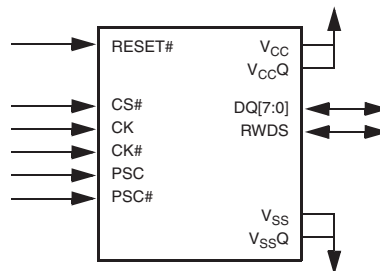 RESET#
CS#
CK
CK#
PSC
PSC#
VCC
VCCQ
DQ[7:0]
RWDS
VSS
VSSQ